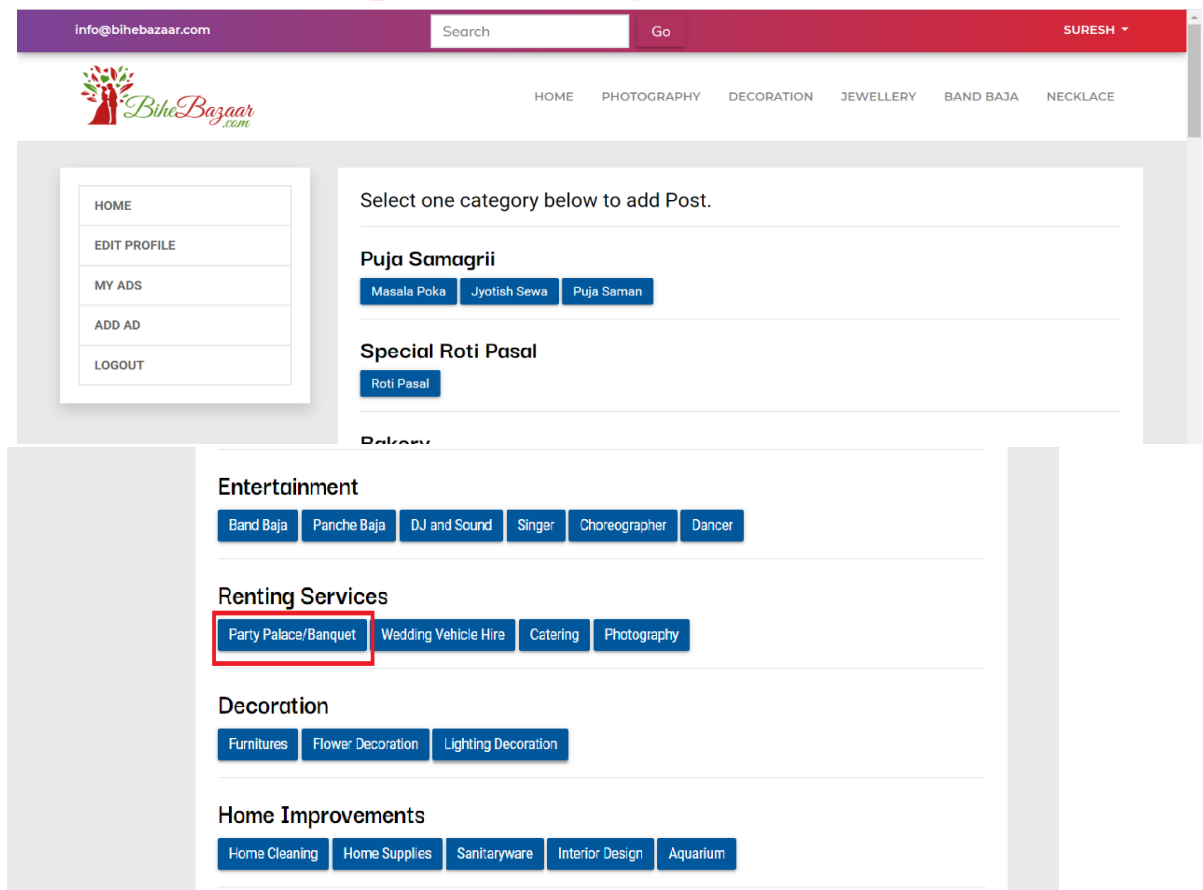 info@bihebazaar.com Search Go SURESH
BiheBazaar
.com
HOME PHOTOGRAPHY DECORATION JEWELLERY BAND BAJA NECKLACE
HOME
EDIT PROFILE
MY ADS
ADD AD
LOGOUT
Select one category below to add Post.
Puja Samagrii
Masala Poka Jyotish Sewa Puja Saman
Special Roti Pasal
Roti Pasal
Bakery
Entertainment
Band Baja Panche Baja DJ and Sound Singer Choreographer Dancer
Renting Services
Party Palace/Banquet Wedding Vehicle Hire Catering Photography
Decoration
Furnitures Flower Decoration Lighting Decoration
Home Improvements
Home Cleaning Home Supplies Sanitaryware Interior Design Aquarium